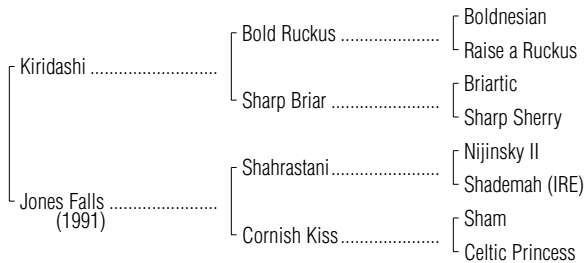 Boldnesian
Bold Ruckus ....................
Raise a Ruckus
Kiridashi .........................
Briartic
Sharp Briar ......................
Sharp Sherry
Nijinsky II
Shahrastani......................
Shademah (IRE)
Jones Falls .....................
(1991)
Sham
Cornish Kiss....................
Celtic Princess